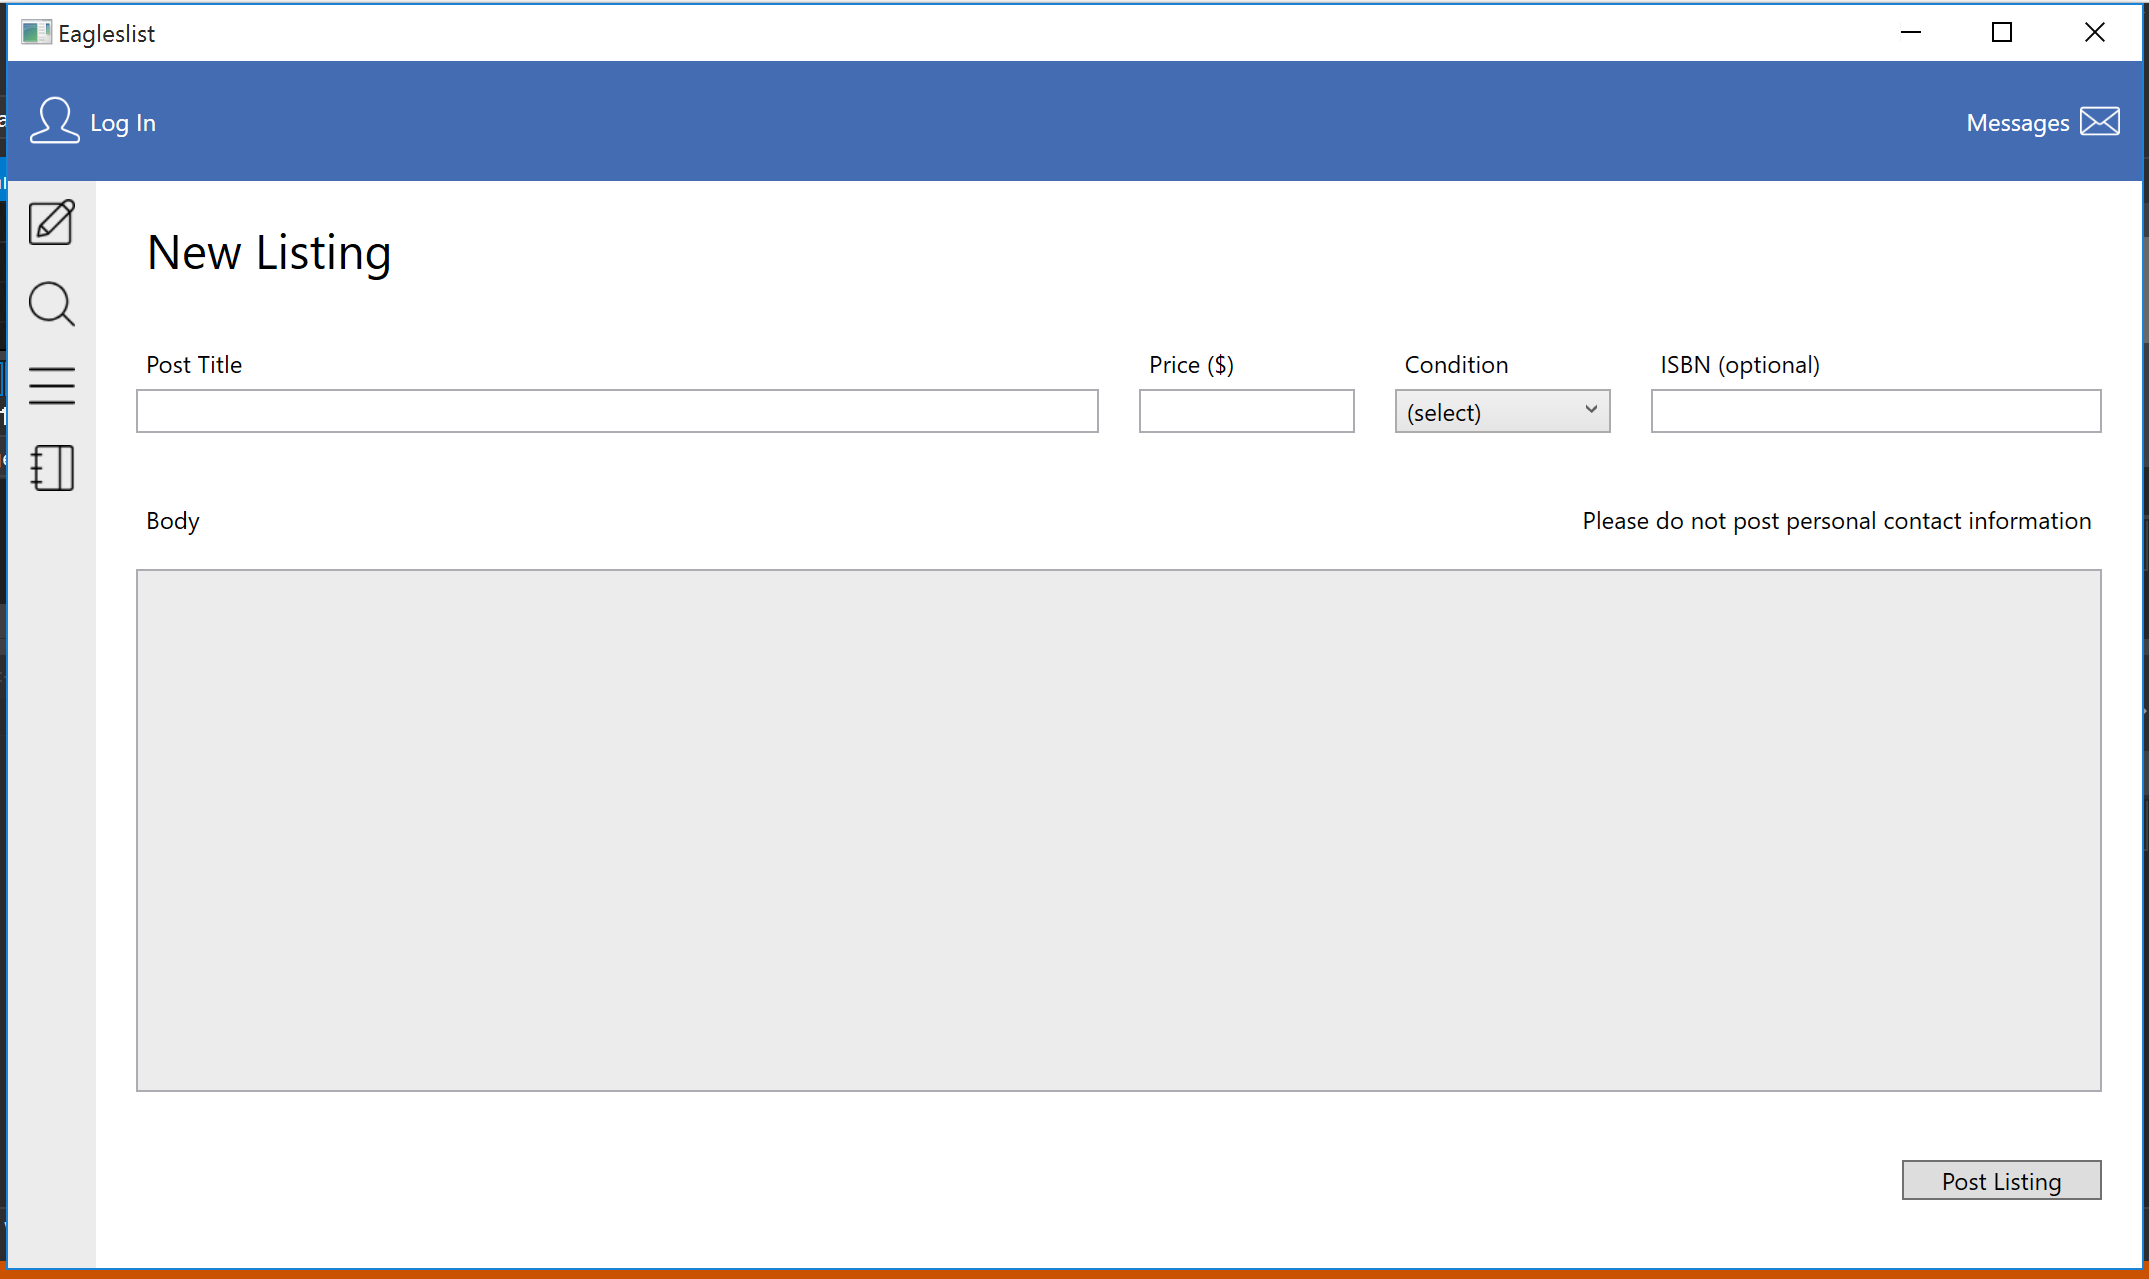 Eagleslist
Log In
Messages
New Listing
Post Title
Price ($)
Condition
ISBN (optional)
(select)
Body
Please do not post personal contact information
Post Listing